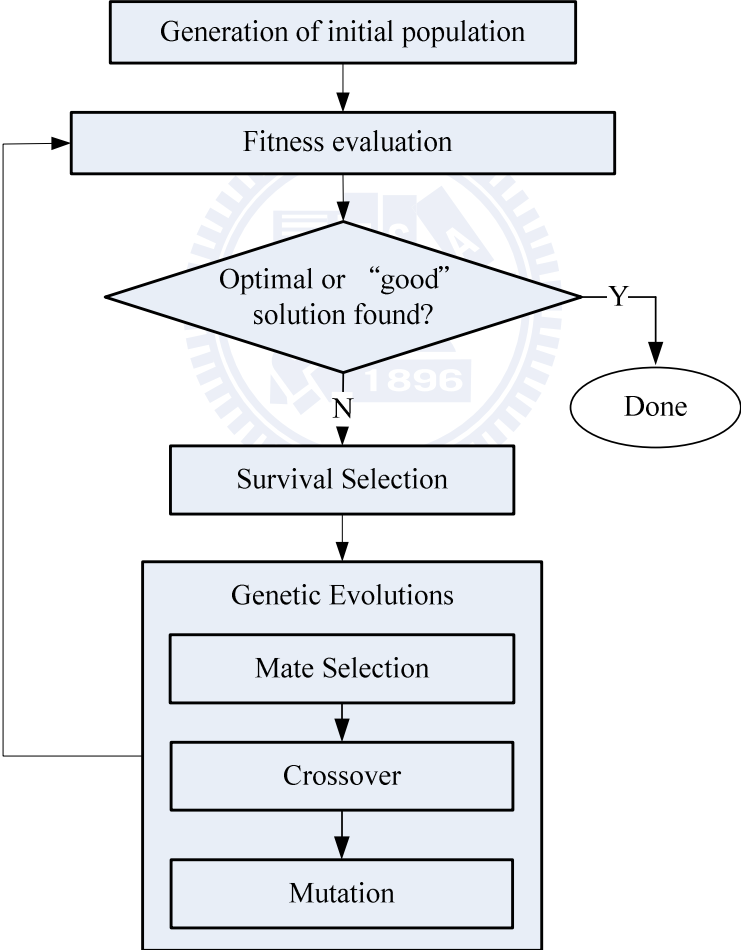 Generation of initial population
Fitness evaluation
Optimal or “good”
solution found?
Y
Done
N
1896
Survival Selection
Genetic Evolutions
Mate Selection
Crossover
Mutation